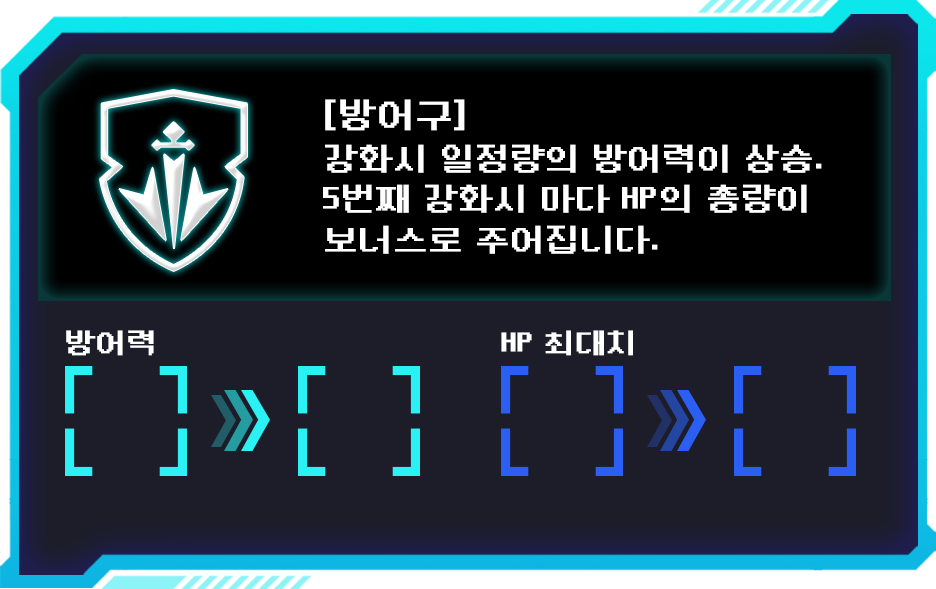 [방어구]
강화시 일정량의 방어력이 상승.
5번째 강화시 마다 HP의 총량이
보너스로 주어집니다.
방어력
HP 최대치